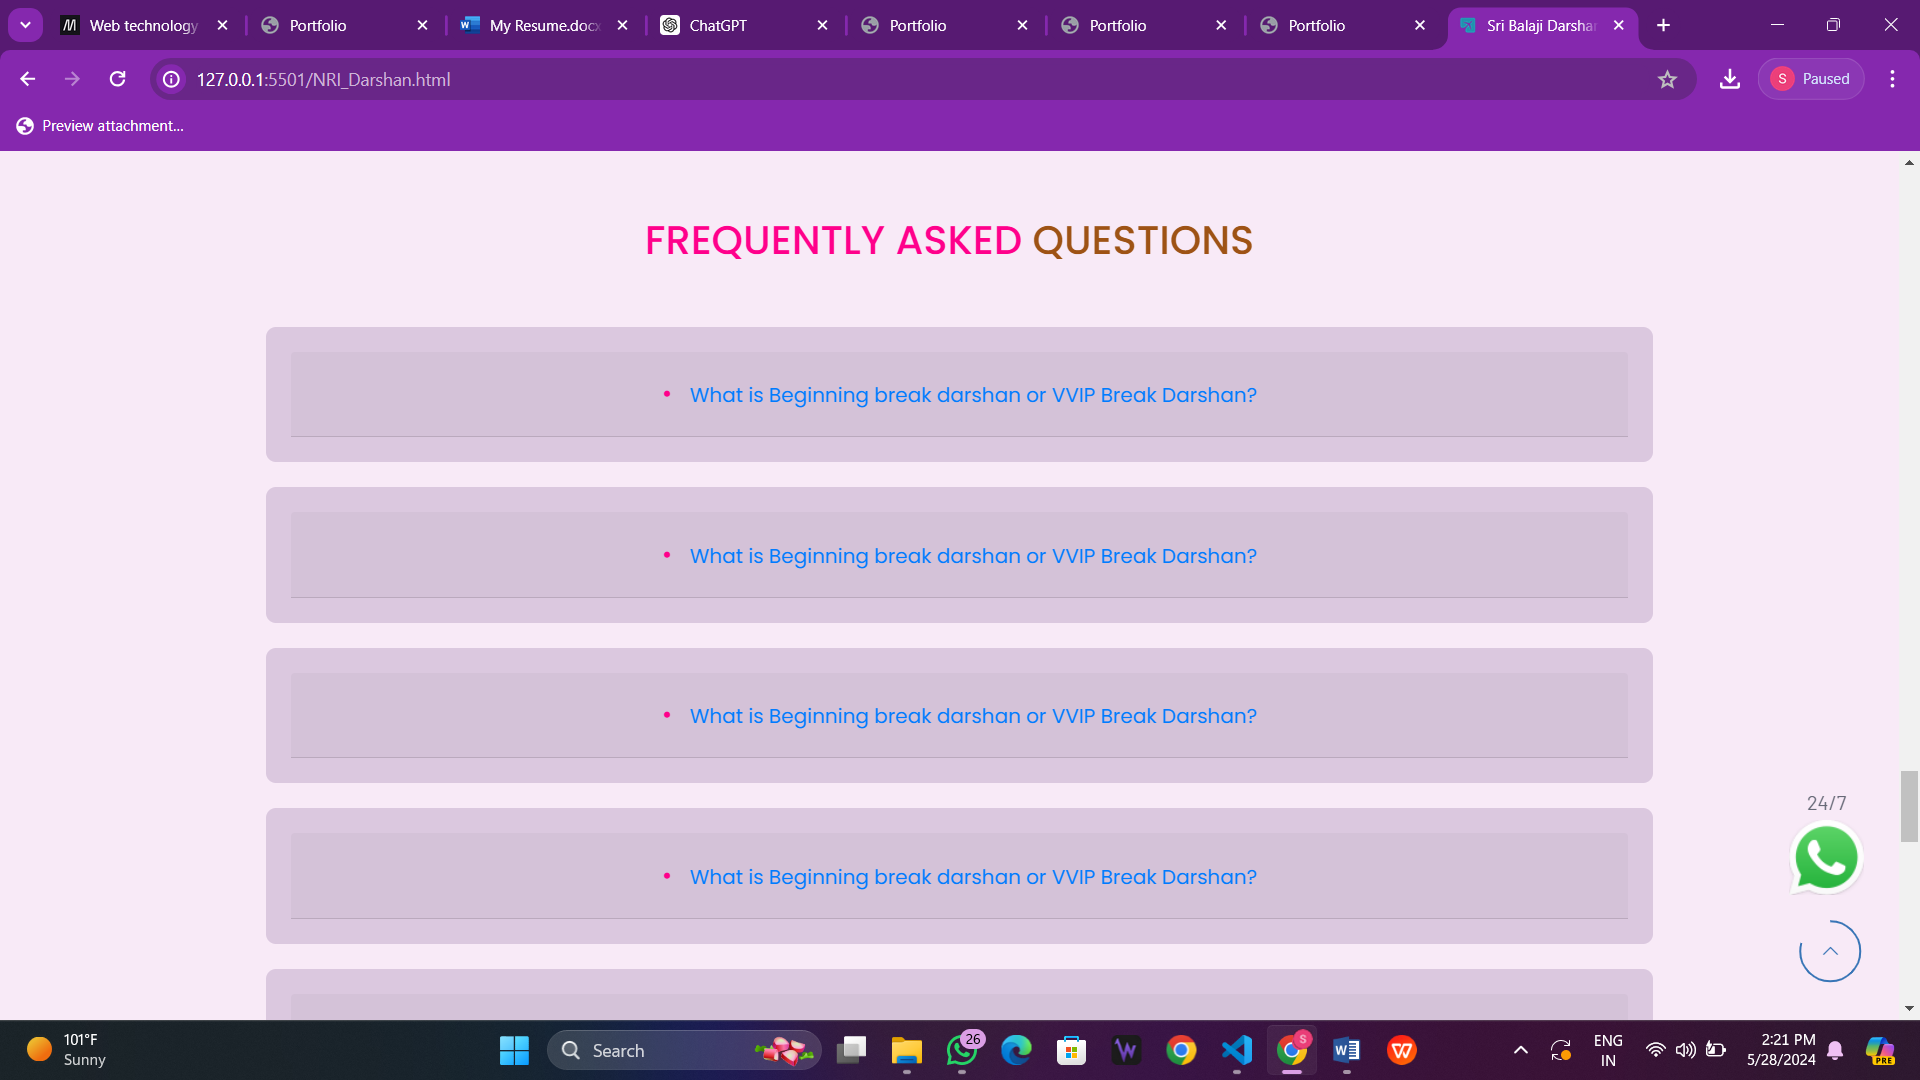 Web technology
Portfolio
My Resume.docx
ChatGPT
Portfolio
Portfolio
Portfolio
Sri Balaji Darshan
127.0.0.1:5501/NRI_Darshan.html
S
Paused
Preview attachment...
FREQUENTLY ASKED QUESTIONS
• What is Beginning break darshan or VVIP Break Darshan?
• What is Beginning break darshan or VVIP Break Darshan?
• What is Beginning break darshan or VVIP Break Darshan?
• What is Beginning break darshan or VVIP Break Darshan?
24/7
101°F
Sunny
Search
26
S
ENG
IN
2:21 PM
5/28/2024
PRE